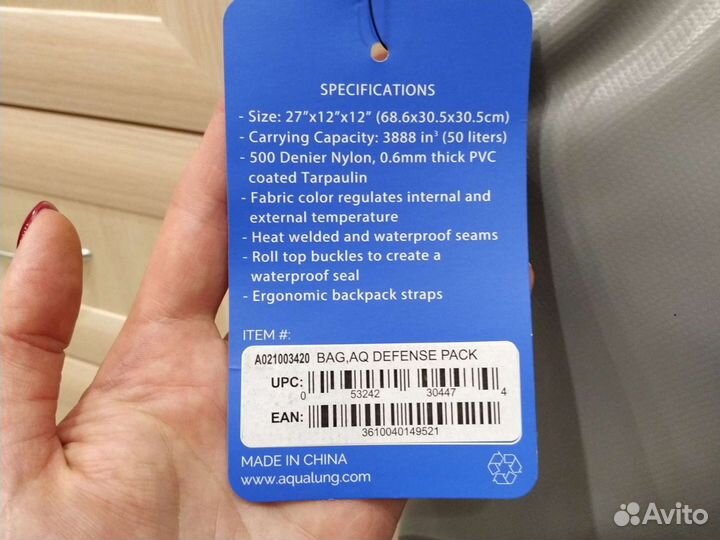 SPECIFICATIONS
- Size: 27”x12”x12” (68.6x30.5x30.5cm)
- Carrying Capacity: 3888 in³ (50 liters)
- 500 Denier Nylon, 0.6mm thick PVC
coated Tarpaulin
- Fabric color regulates internal and
external temperature
- Heat welded and waterproof seams
- Roll top buckles to create a
waterproof seal
- Ergonomic backpack straps
ITEM #:
A021003420 BAG,AQ DEFENSE PACK
UPC:
0 53242 30447 4
EAN:
3610040149521
MADE IN CHINA
www.aqualung.com
Avito